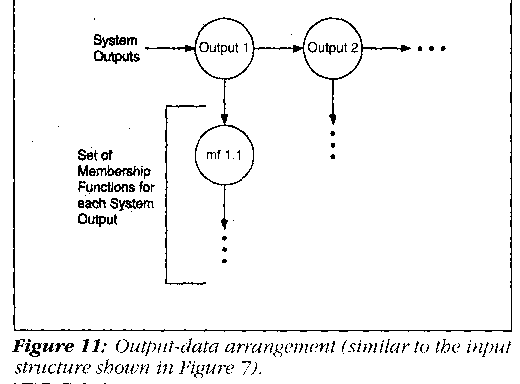 System
Outputs
Output 1
Output 2
mf 1.1
Set of
Membership
Functions for
each System
Output
Figure 11: Output-data arrangement (similar to the input
structure shown in Figure 7).